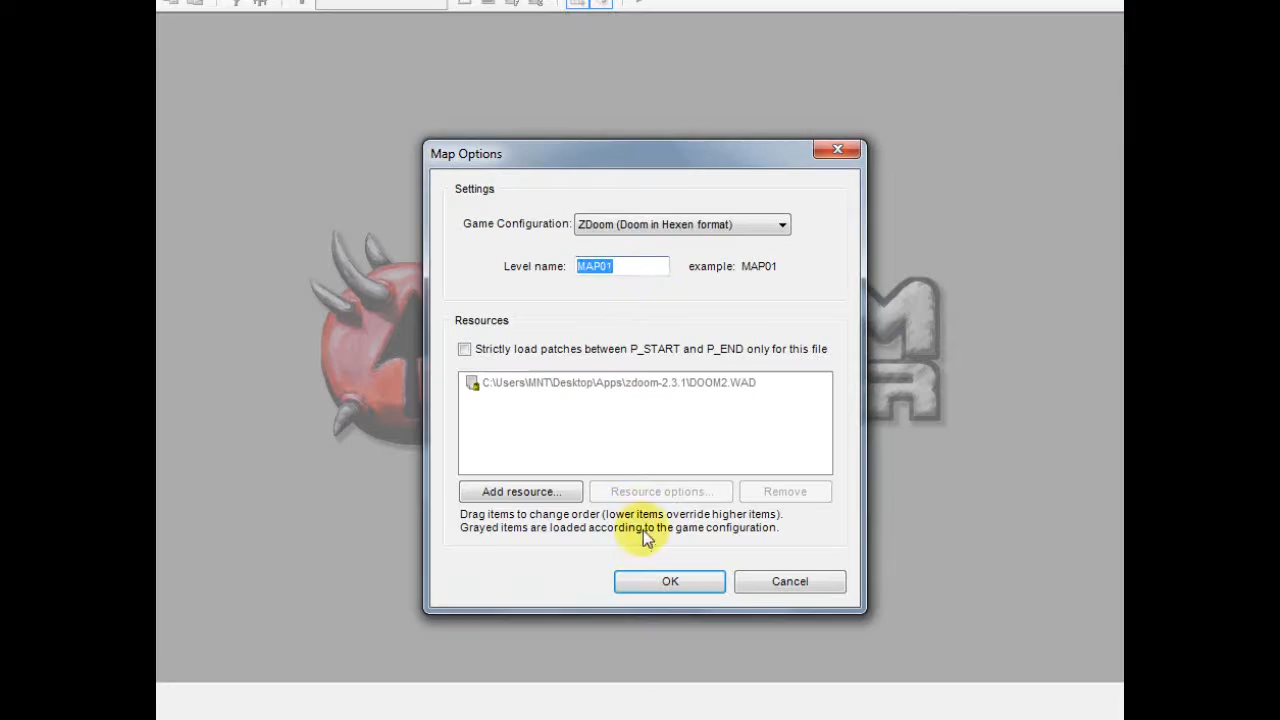 Map Options
Settings
Game Configuration: ZDoom (Doom in Hexen format)
Level name: MAP01 example: MAP01
Resources
Strictly load patches between P_START and P_END only for this file
C:\Users\MNT\Desktop\Apps\zdoom-2.3.1\DOOM2.WAD
Add resource... Resource options... Remove
Drag items to change order (lower items override higher items).
Grayed items are loaded according to the game configuration.
OK Cancel
M
R